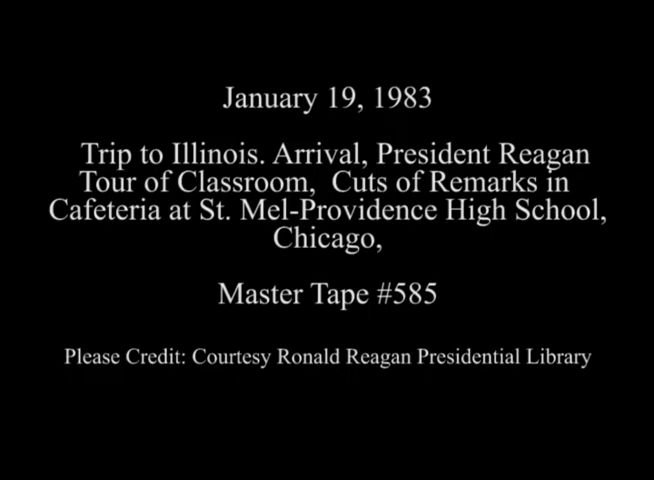 January 19, 1983
Trip to Illinois. Arrival, President Reagan
Tour of Classroom, Cuts of Remarks in
Cafeteria at St. Mel-Providence High School,
Chicago,
Master Tape #585
Please Credit: Courtesy Ronald Reagan Presidential Library